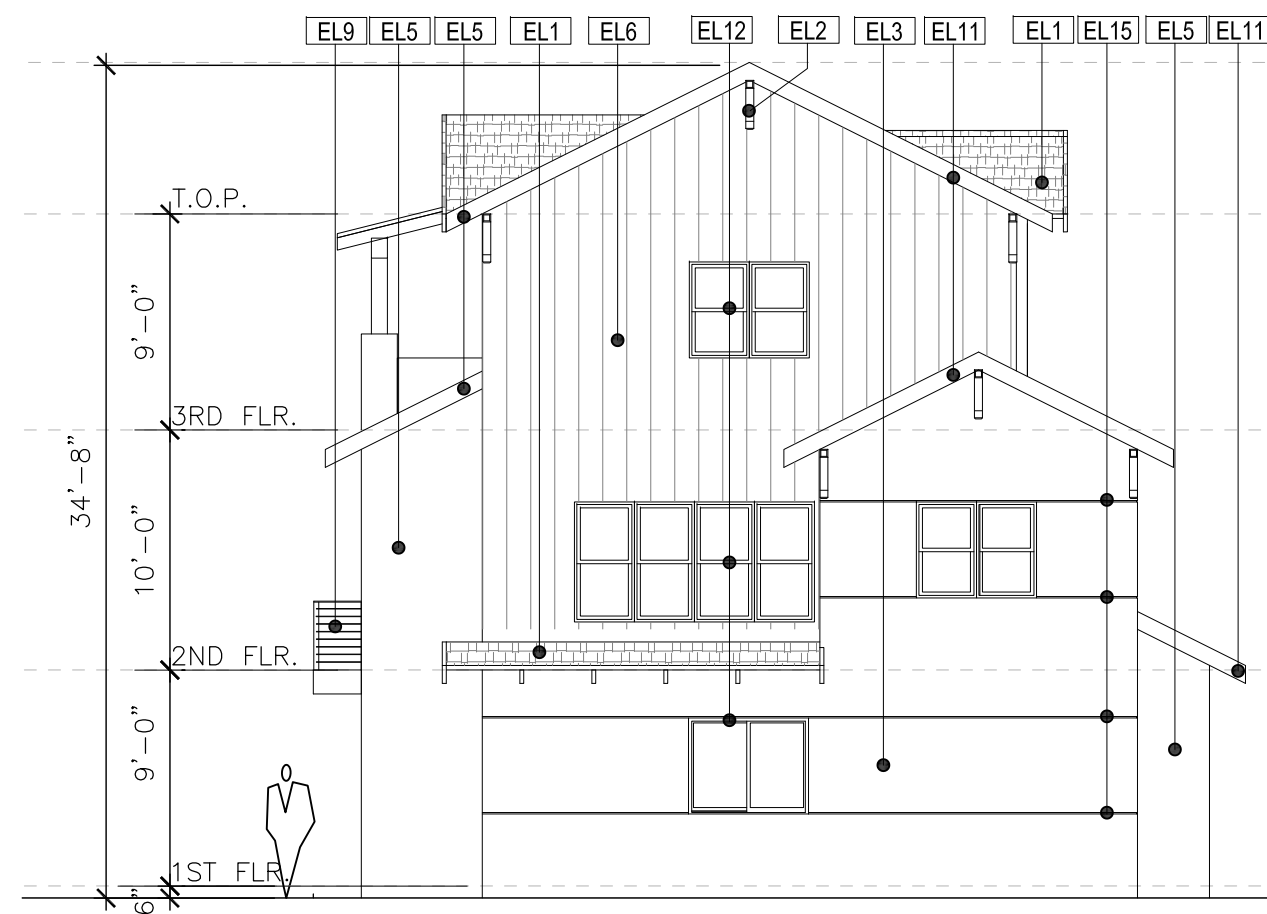 EL9 EL5 EL5 EL1 EL6 EL12 EL2 EL3 EL11 EL1 EL15 EL5 EL11
T.O.P.
9'-0"
3RD FLR.
34'-8"
10'-0"
2ND FLR.
9'-0"
1ST FLR.
6"